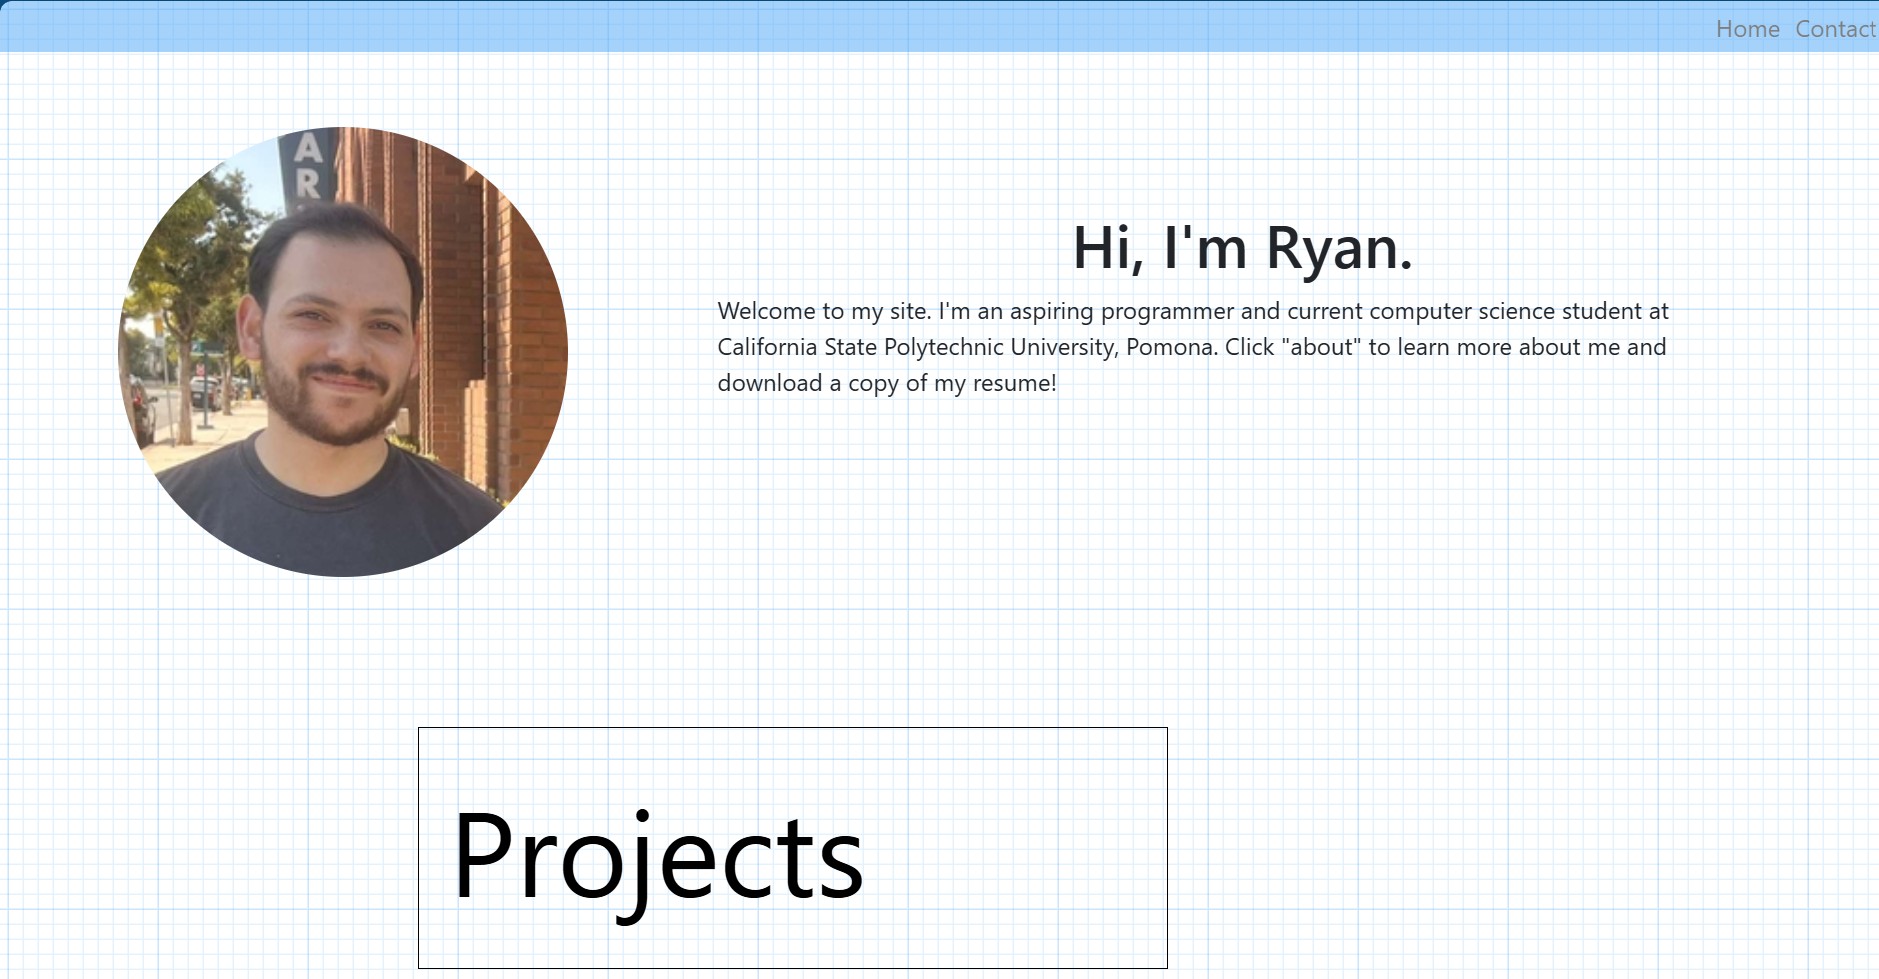 Home Contact
A
R
Hi, I'm Ryan.
Welcome to my site. I'm an aspiring programmer and current computer science student at
California State Polytechnic University, Pomona. Click "about" to learn more about me and
download a copy of my resume!
Projects